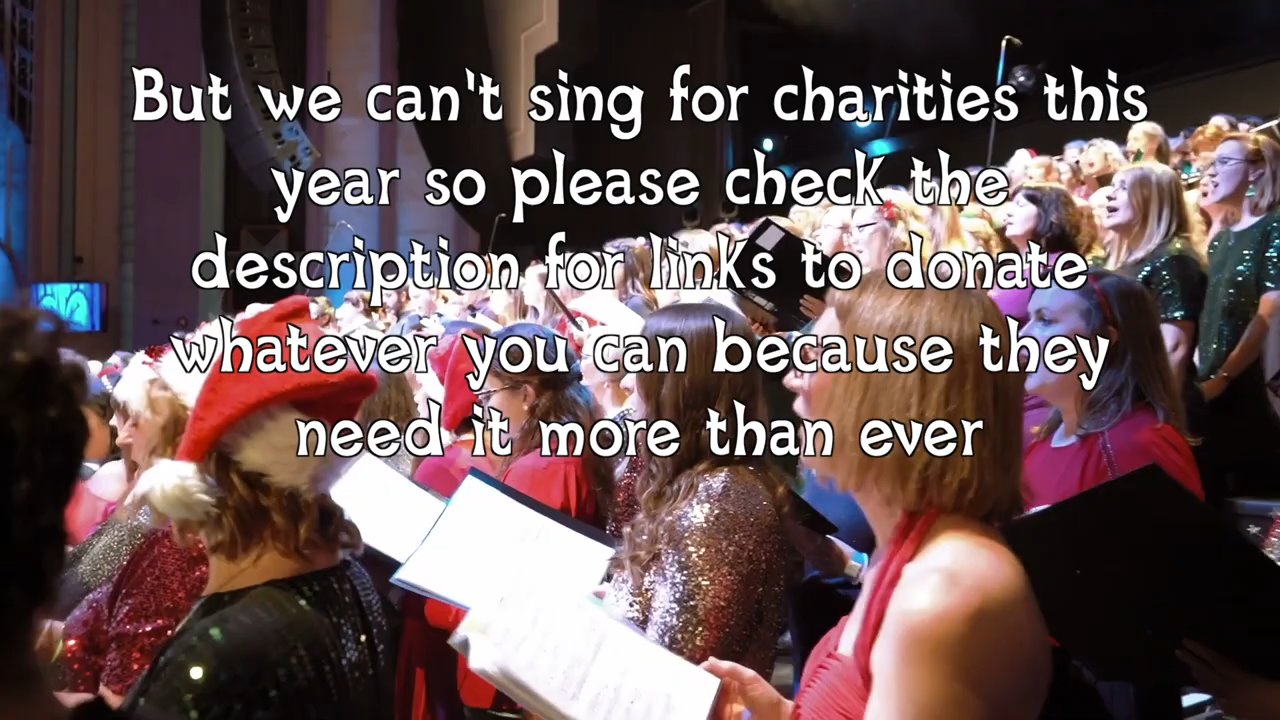 But we can't sing for charities this
year so please check the
description for links to donate
whatever you can because they
need it more than ever